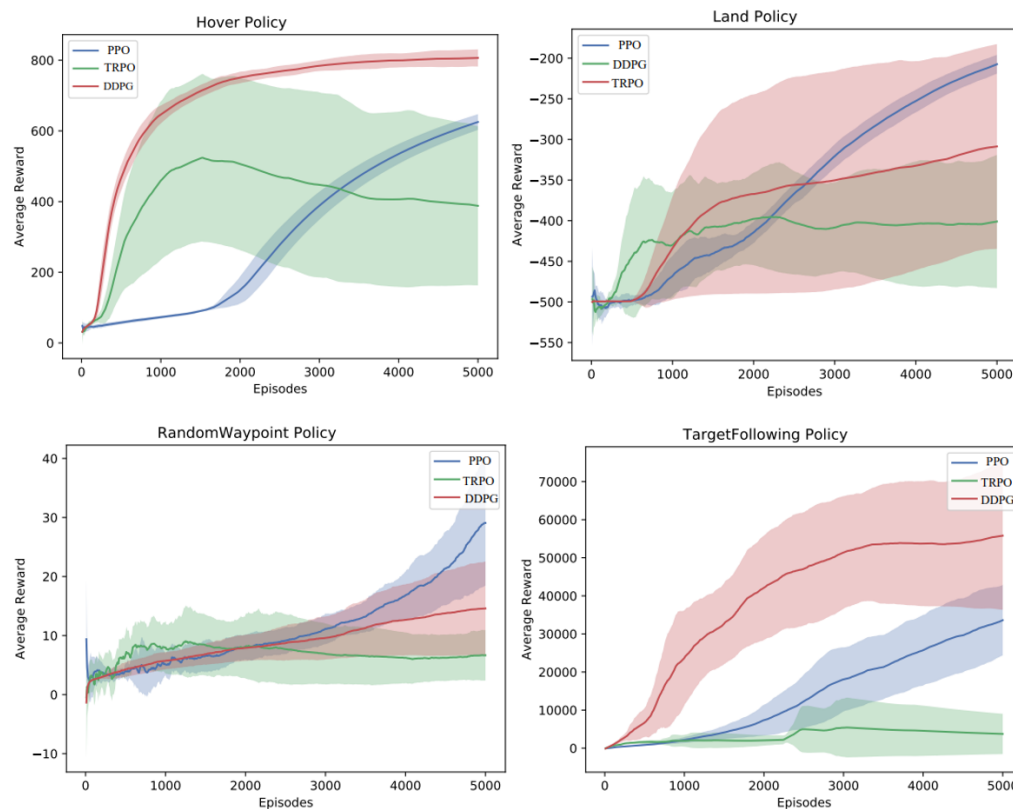 Hover Policy
PPO
TRPO
DDPG
800
600
400
200
0
Average Reward
0 1000 2000 3000 4000 5000
Episodes
Land Policy
PPO
DDPG
TRPO
−200
−250
−300
−350
−400
−450
−500
−550
Average Reward
0 1000 2000 3000 4000 5000
Episodes
RandomWaypoint Policy
PPO
TRPO
DDPG
40
30
20
10
0
−10
Average Reward
0 1000 2000 3000 4000 5000
Episodes
TargetFollowing Policy
PPO
TRPO
DDPG
70000
60000
50000
40000
30000
20000
10000
0
Average Reward
0 1000 2000 3000 4000 5000
Episodes